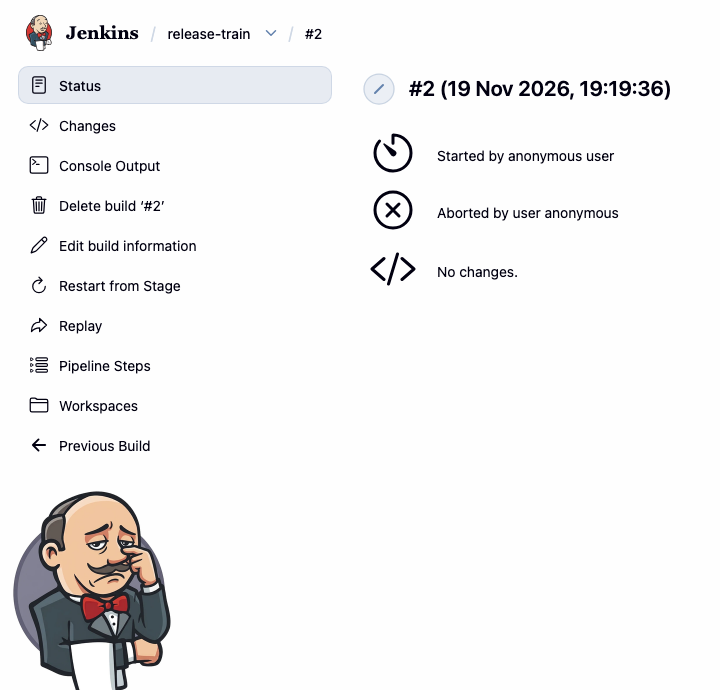 Jenkins / release-train / #2
Status
Changes
Console Output
Delete build ‘#2’
Edit build information
Restart from Stage
Replay
Pipeline Steps
Workspaces
Previous Build
#2 (19 Nov 2026, 19:19:36)
Started by anonymous user
Aborted by user anonymous
No changes.